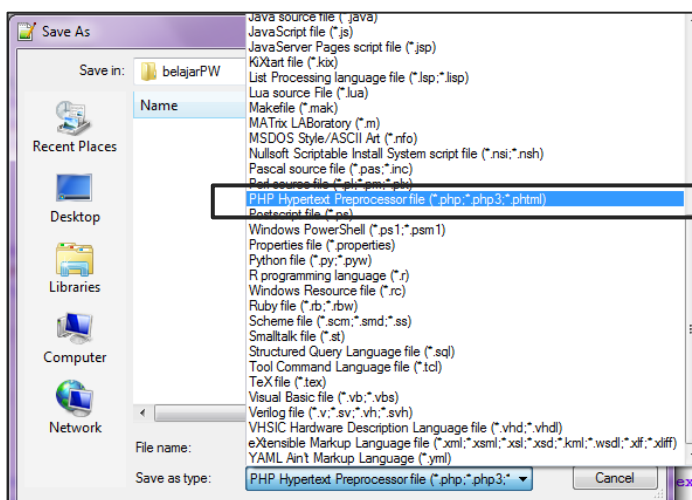 Save As
Save in:
belajarPW
Name
Recent Places
Desktop
Libraries
Computer
Network
Java source file (*.java)
JavaScript file (*.js)
JavaServer Pages script file (*.jsp)
KiXtart file (*.kix)
List Processing language file (*.lsp;*.lisp)
Lua source File (*.lua)
Makefile (*.mak)
MATrix LABoratory (*.m)
MSDOS Style/ASCII Art (*.nfo)
Nullsoft Scriptable Install System script file (*.nsi;*.nsh)
Pascal source file (*.pas;*.inc)
Perl source file (*.pl;*.pm;*.plx)
PHP Hypertext Preprocessor file (*.php;*.php3;*.phtml)
Postscript file (*.ps)
Windows PowerShell (*.ps1;*.psm1)
Properties file (*.properties)
Python file (*.py;*.pyw)
R programming language (*.r)
Windows Resource file (*.rc)
Ruby file (*.rb;*.rbw)
Scheme file (*.scm;*.smd;*.ss)
Smalltalk file (*.st)
Structured Query Language file (*.sql)
Tool Command Language file (*.tcl)
TeX file (*.tex)
Visual Basic file (*.vb;*.vbs)
Verilog file (*.v;*.sv;*.vh;*.svh)
VHSIC Hardware Description Language file (*.vhd;*.vhdl)
eXtensible Markup Language file (*.xml;*.xsml;*.xsl;*.xsd;*.kml;*.wsdl;*.xlf;*.xliff)
YAML Ain't Markup Language (*.yml)
File name:
Save as type:
PHP Hypertext Preprocessor file (*.php;*.php3;*
Cancel
ex